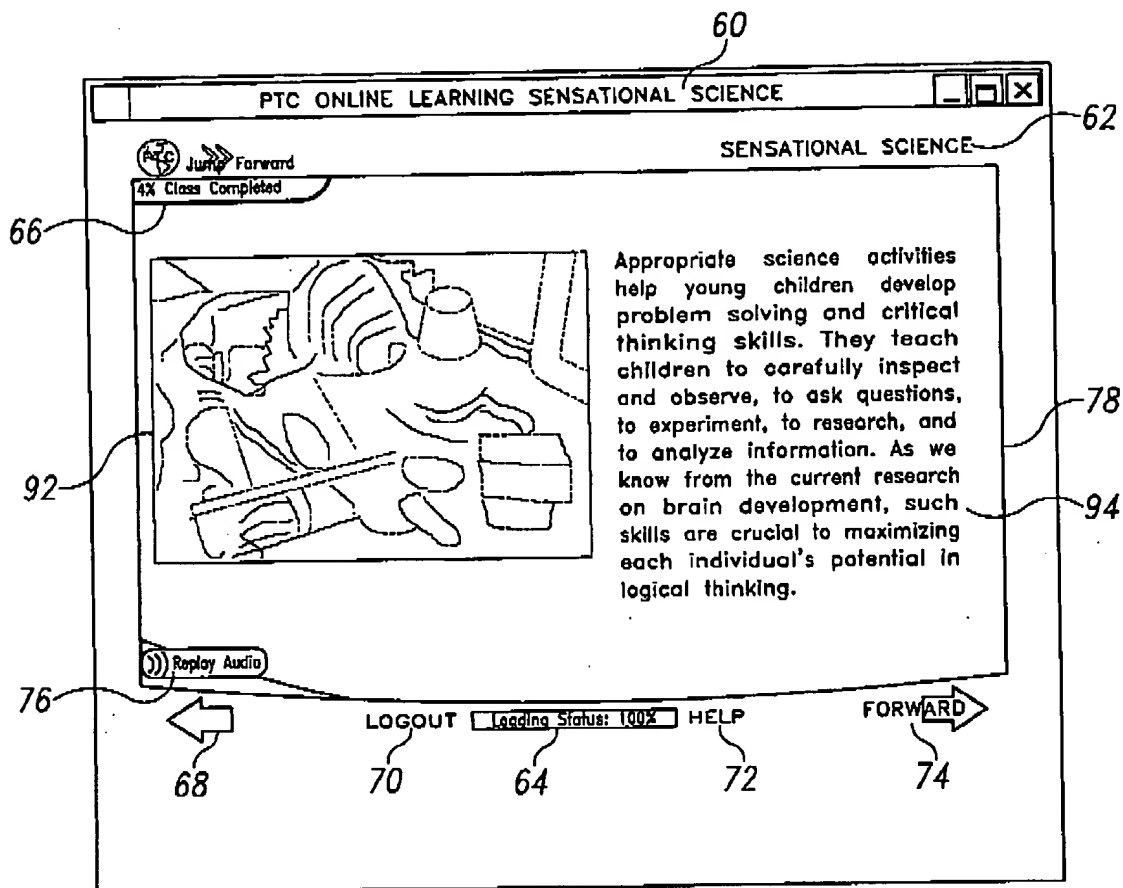 60
PTC ONLINE LEARNING SENSATIONAL SCIENCE
62
SENSATIONAL SCIENCE
PTC Jump Forward
4% Class Completed
66
Appropriate science activities
help young children develop
problem solving and critical
thinking skills. They teach
children to carefully inspect
and observe, to ask questions,
to experiment, to research, and
to analyze information. As we
know from the current research
on brain development, such
skills are crucial to maximizing
each individual's potential in
logical thinking.
78
92
94
Replay Audio
76
LOGOUT Loading Status: 100% HELP FORWARD
68 70 64 72 74